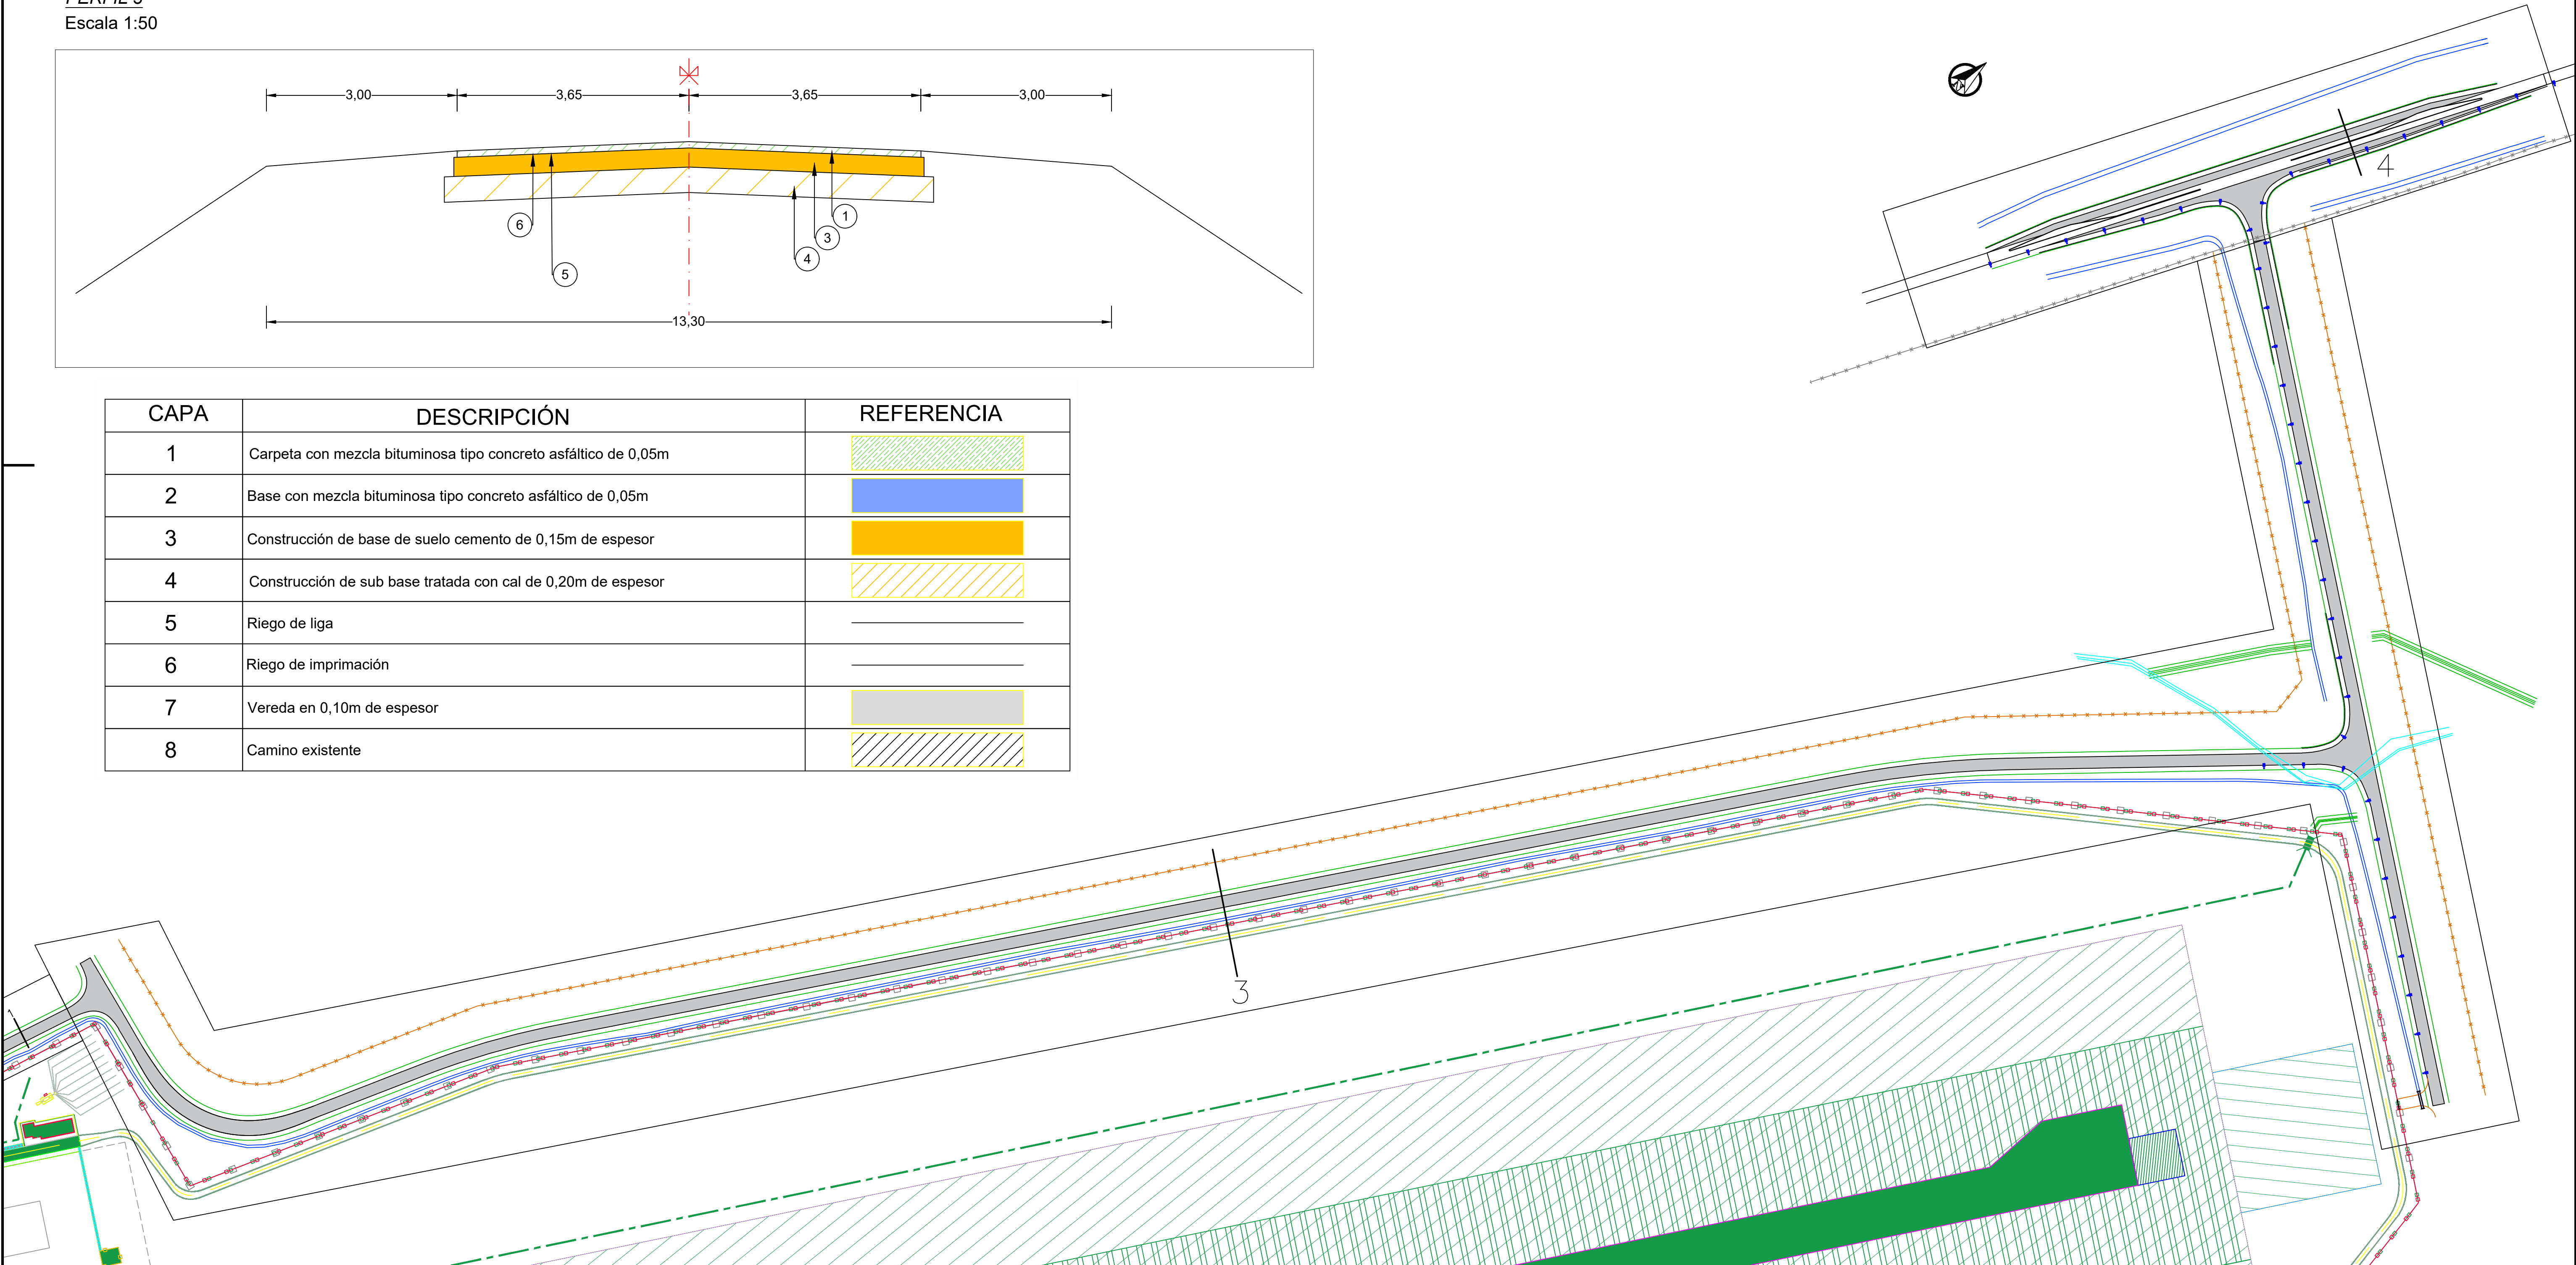 Escala 1:50
3,00 3,65 3,65 3,00
1
6
3
4
5
13,30
CAPA DESCRIPCIÓN REFERENCIA
1 Carpeta con mezcla bituminosa tipo concreto asfáltico de 0,05m
2 Base con mezcla bituminosa tipo concreto asfáltico de 0,05m
3 Construcción de base de suelo cemento de 0,15m de espesor
4 Construcción de sub base tratada con cal de 0,20m de espesor
5 Riego de liga
6 Riego de imprimación
7 Vereda en 0,10m de espesor
8 Camino existente
4
3
1